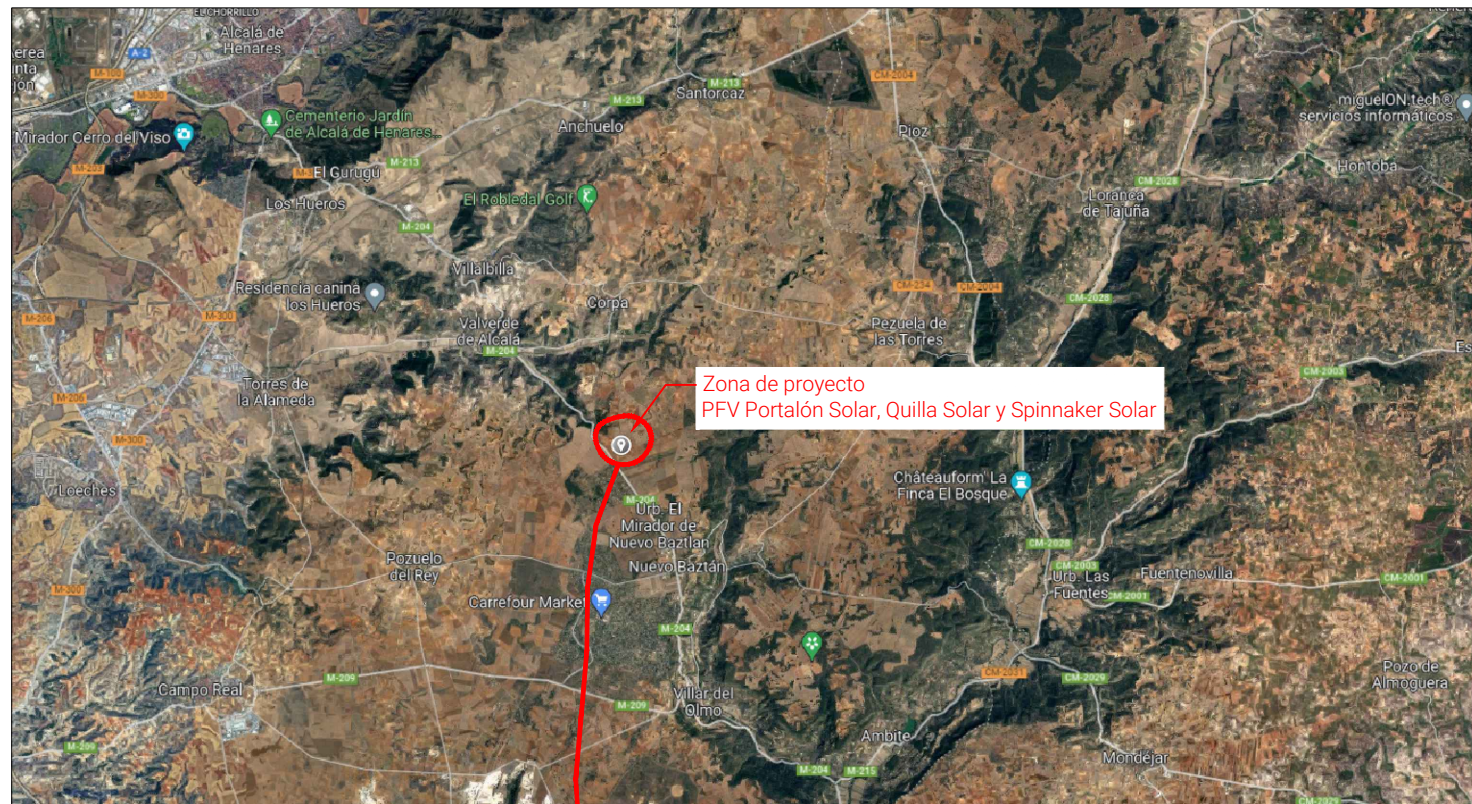 EL CHORRILLO
Alcalá de
Henares
A-2
M-300
M-300
Mirador Cerro del Viso
Cementerio Jardín
de Alcalá de Henares...
M-213
Santorcaz
M-213
Anchuelo
CM-2004
Pioz
miguelON.tech®
servicios informáticos
Hontoba
M-213
El Gurugú
Los Hueros
M-204
El Robledal Golf
CM-2028
Loranca
de Tajuña
Villalbilla
Residencia canina
los Hueros
Corpa
CM-234
CM-2004
CM-2028
M-206
M-300
Valverde
de Alcalá
M-204
Pezuela de
las Torres
Es
CM-2003
Torres de
la Alameda
M-206
Zona de proyecto
PFV Portalón Solar, Quilla Solar y Spinnaker Solar
M-300
Loeches
Châteauform' La
Finca El Bosque
M-204
Urb. El
Mirador de
Nuevo Baztlan
Nuevo Baztán
Pozuelo
del Rey
CM-2028
CM-2003
Urb. Las
Fuentes
CM-2001
Fuentenovilla
CM-2001
M-300
Carrefour Market
M-204
Campo Real
M-209
M-209
Villar del
Olmo
CM-2029
Pozo de
Almoguera
Ambite
M-209
M-204
M-215
Mondéjar
CM-2029